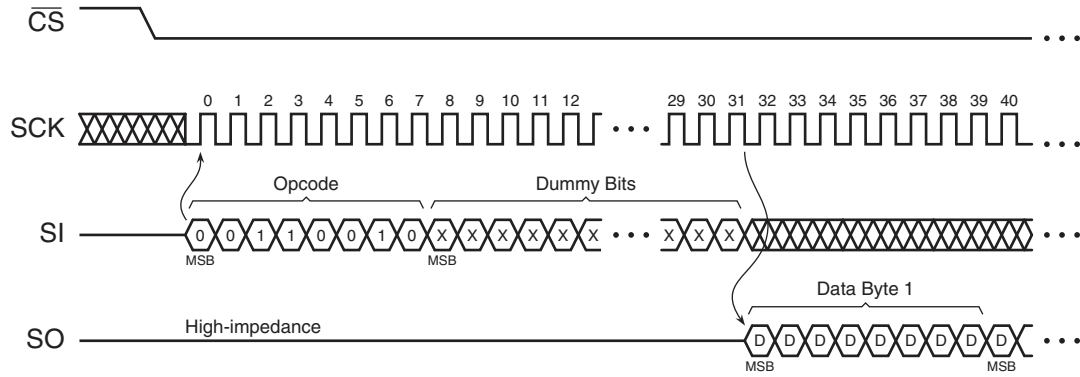 CS
SCK 0 1 2 3 4 5 6 7 8 9 10 11 12 29 30 31 32 33 34 35 36 37 38 39 40
Opcode Dummy Bits
SI 0 0 1 1 0 0 1 0 X X X X X X X X X
MSB MSB
Data Byte 1
SO High-impedance D D D D D D D D D
MSB MSB